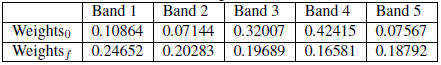 Band 1 Band 2 Band 3 Band 4 Band 5
Weights₀ 0.10864 0.07144 0.32007 0.42415 0.07567
Weights_f 0.24652 0.20283 0.19689 0.16581 0.18792